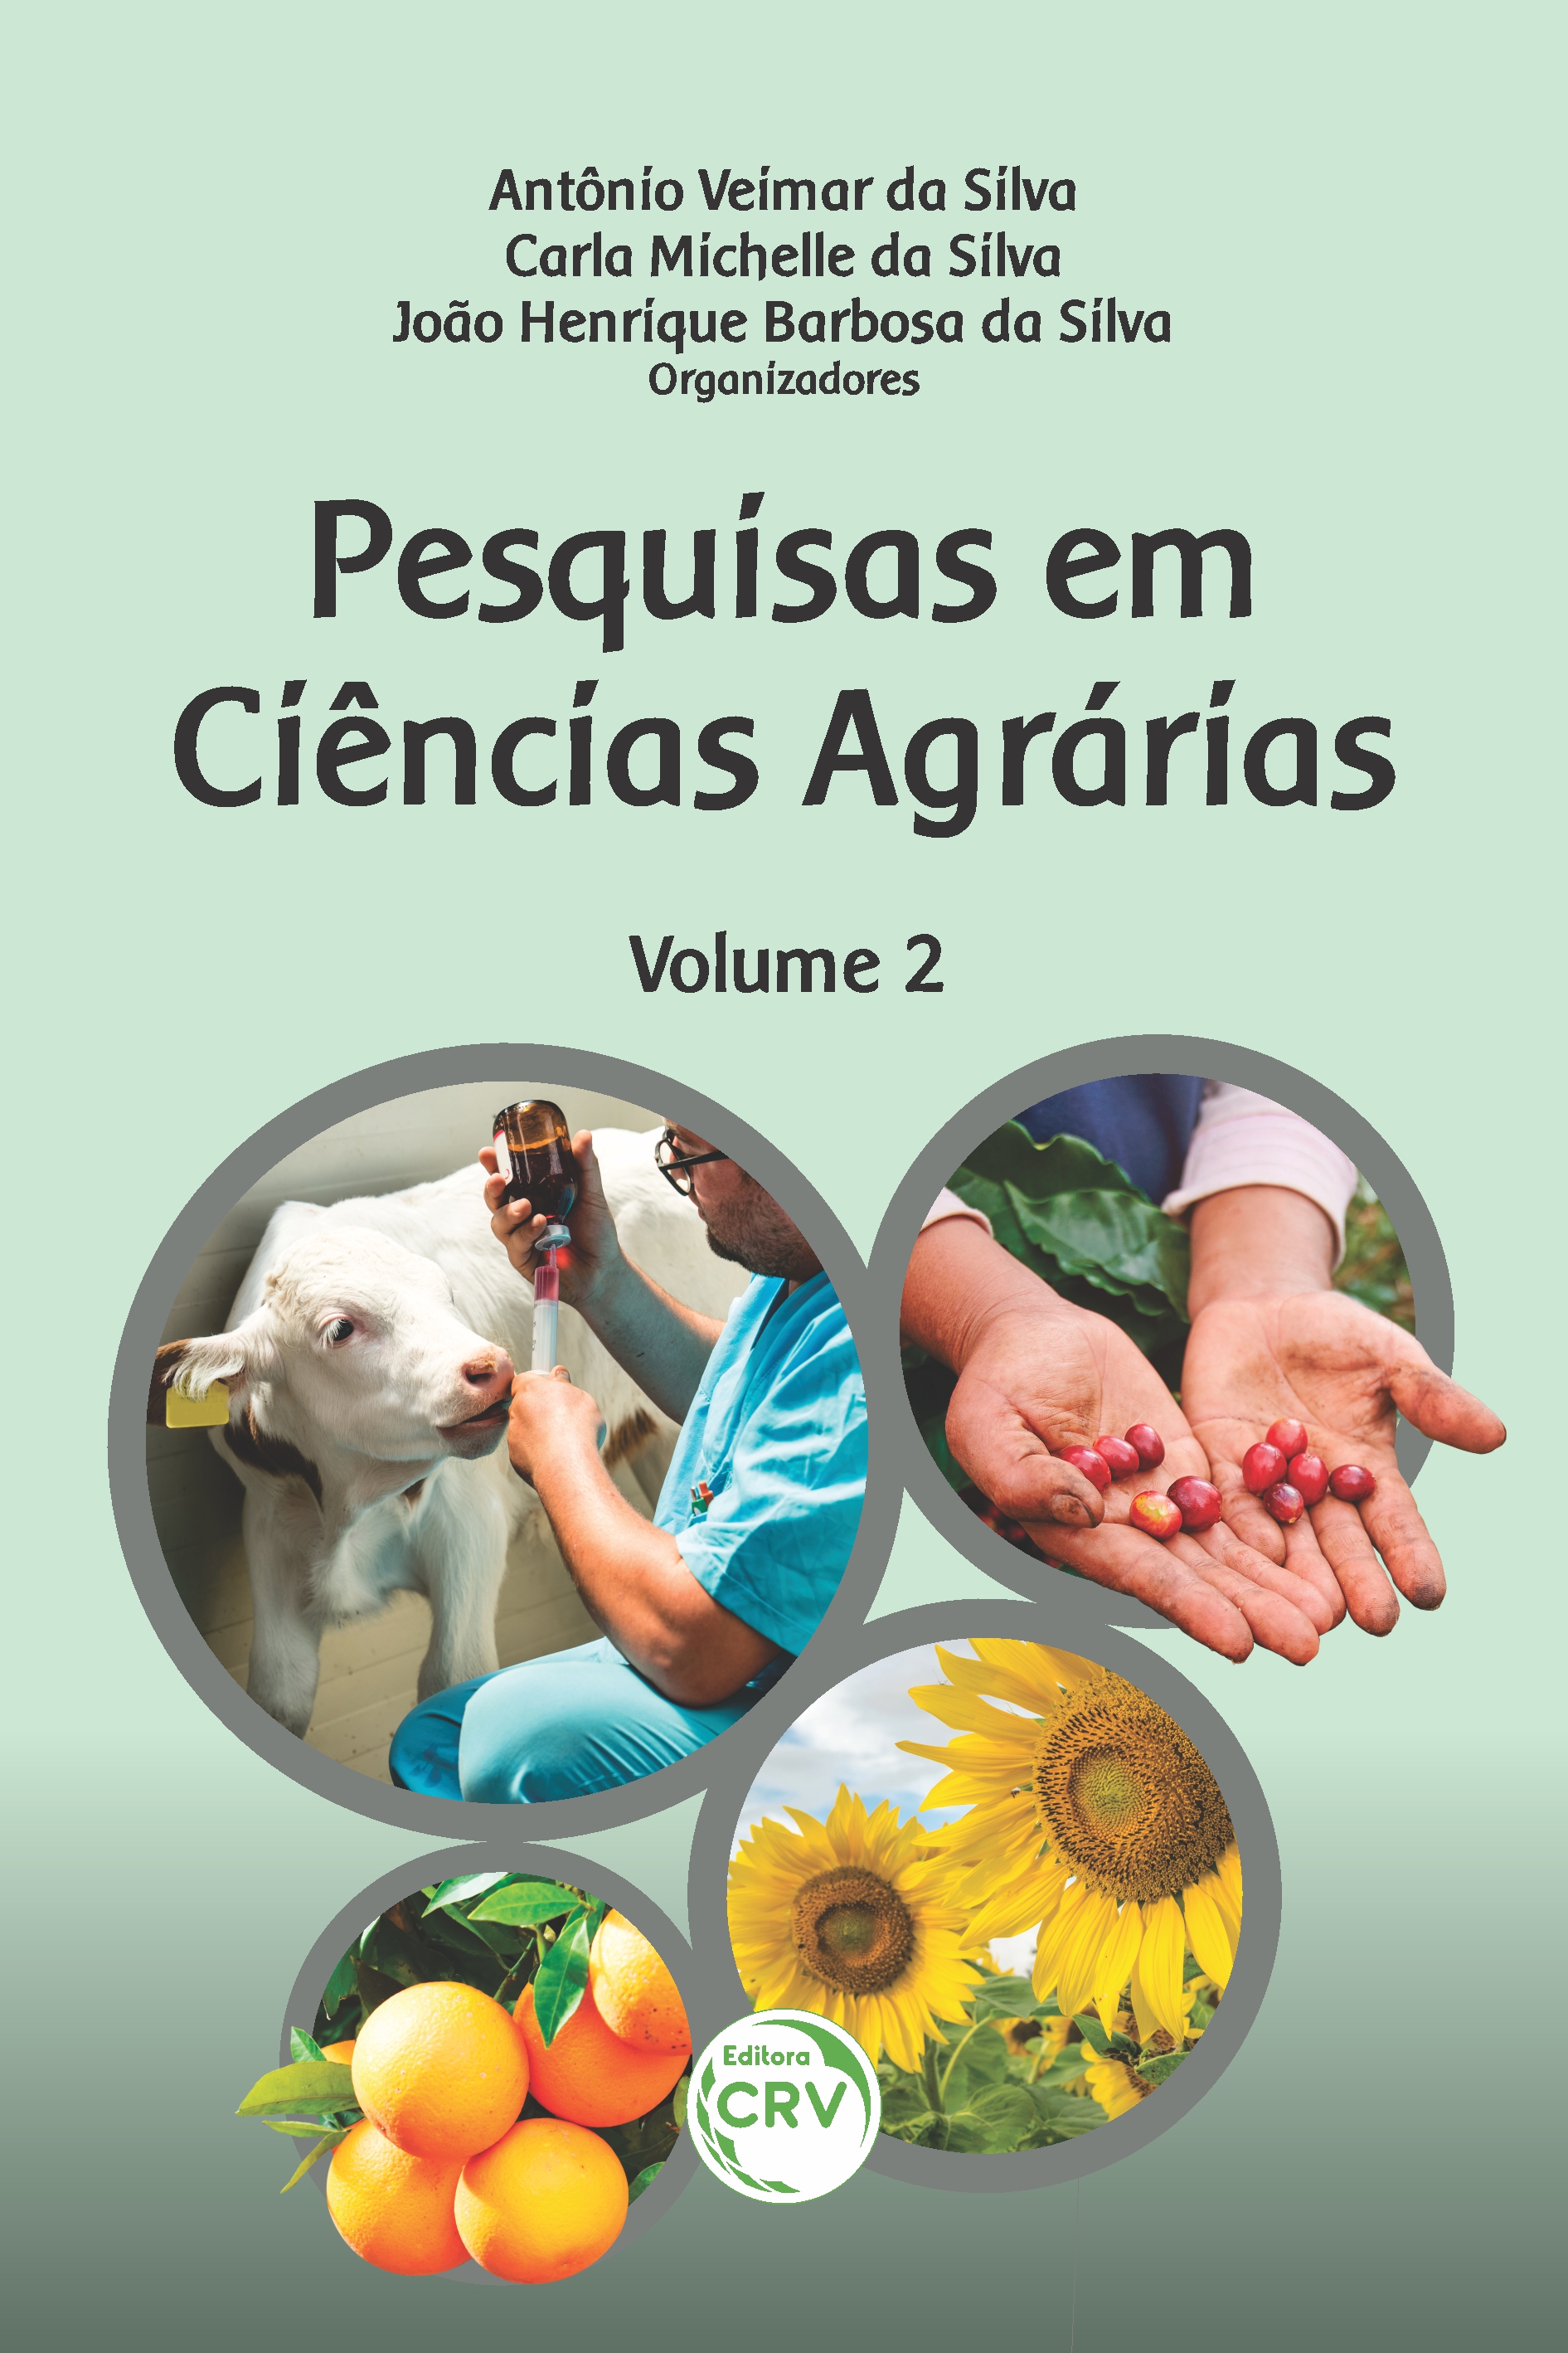 Antônio Veimar da Silva
Carla Michelle da Silva
João Henrique Barbosa da Silva
Organizadores
Pesquisas em
Ciências Agrárias
Volume 2
Editora
CRV